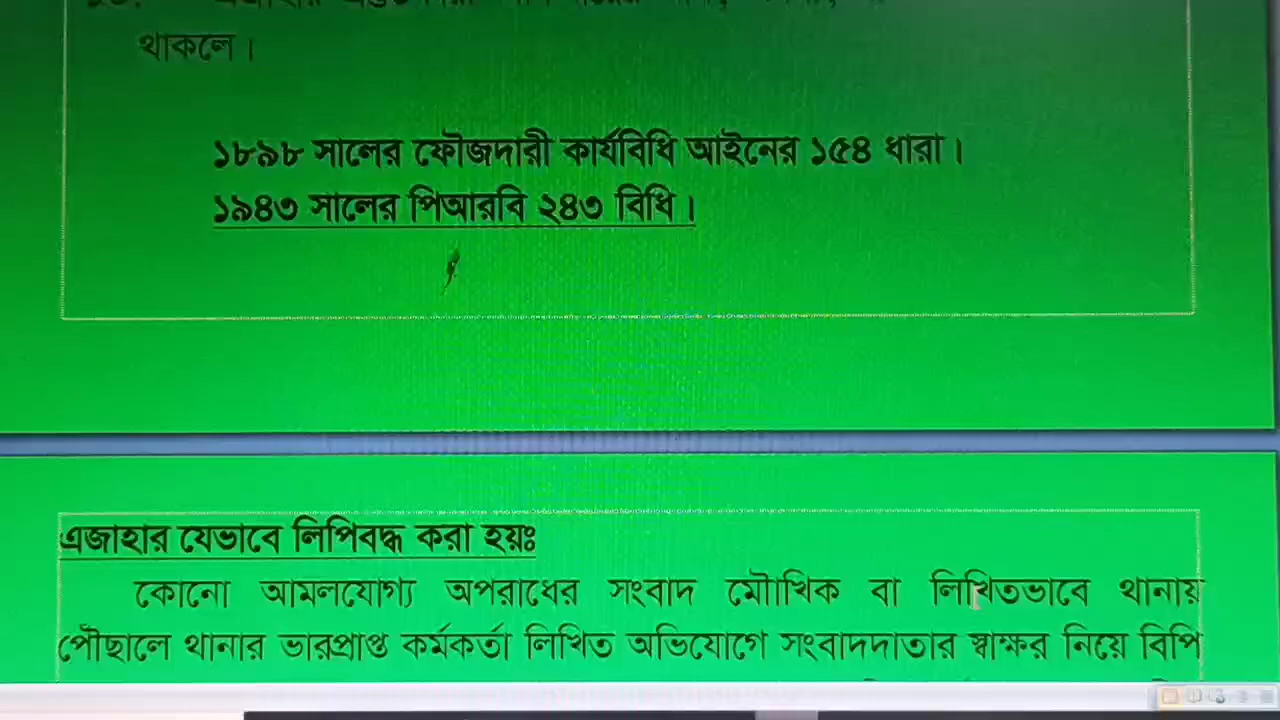 থাকলে।
১৮৯৮ সালের ফৌজদারী কার্যবিধি আইনের ১৫৪ ধারা।
১৯৪৩ সালের পিআরবি ২৪৩ বিধি।
এজাহার যেভাবে লিপিবদ্ধ করা হয়ঃ
কোনো আমলযোগ্য অপরাধের সংবাদ মৌাখিক বা লিখিতভাবে থানায়
পৌঁছালে থানার ভারপ্রাপ্ত কর্মকর্তা লিখিত অভিযোগে সংবাদদাতার স্বাক্ষর নিয়ে বিপি